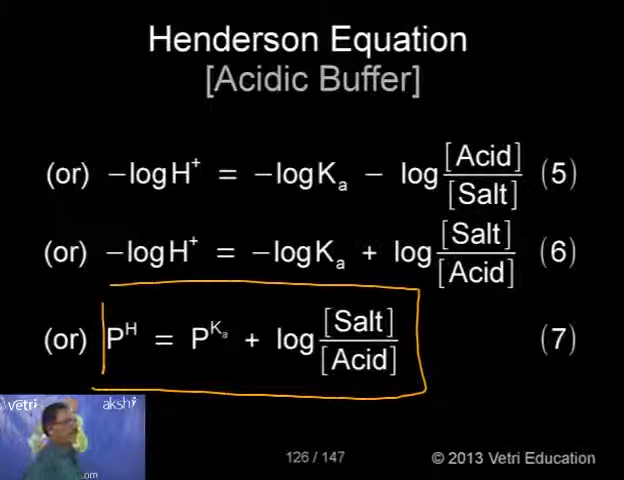 Henderson Equation
[Acidic Buffer]
(or) −log H⁺ = −log Kₐ − log [Acid]/[Salt] (5)
(or) −log H⁺ = −log Kₐ + log [Salt]/[Acid] (6)
(or) Pᴴ = P^Kₐ + log [Salt]/[Acid] (7)
vetri akshi
.com
126 / 147 © 2013 Vetri Education